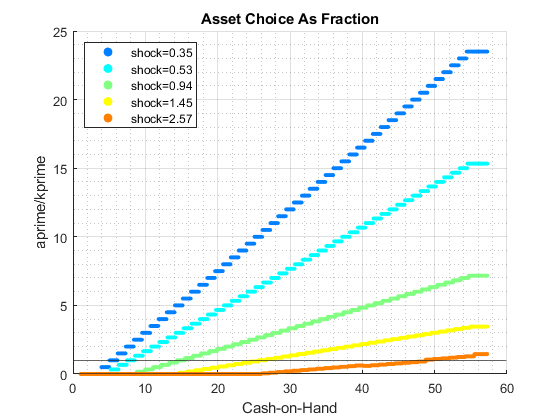 Asset Choice As Fraction
25
20
15
10
5
0
aprime/kprime
shock=0.35
shock=0.53
shock=0.94
shock=1.45
shock=2.57
0 10 20 30 40 50 60
Cash-on-Hand